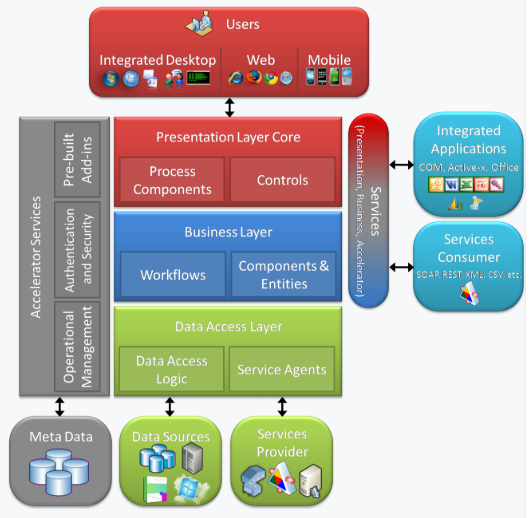 Users
Integrated Desktop
Web
Mobile
Accelerator Services
Pre-built
Add-ins
Authentication
and Security
Operational
Management
Presentation Layer Core
Process
Components
Controls
Business Layer
Workflows
Components &
Entities
Data Access Layer
Data Access
Logic
Service Agents
Services
(Presentation, Business, Accelerator)
Integrated
Applications
COM, Active-x, Office
Services
Consumer
SOAP, REST, XML, CSV, etc.
Meta Data
Data Sources
Services
Provider